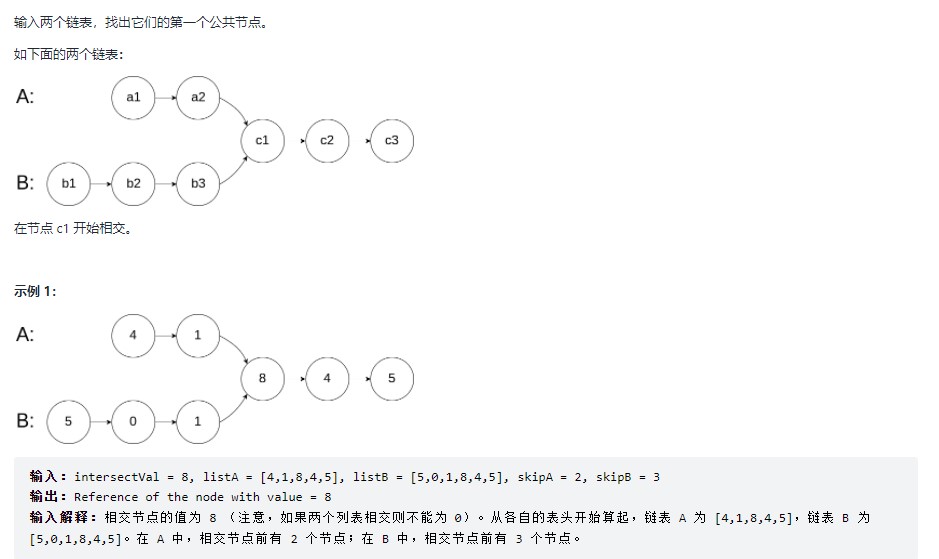 输入两个链表，找出它们的第一个公共节点。
如下面的两个链表：
A: a1 a2
c1 c2 c3
B: b1 b2 b3
在节点 c1 开始相交。
示例 1：
A: 4 1
8 4 5
B: 5 0 1
输入：intersectVal = 8, listA = [4,1,8,4,5], listB = [5,0,1,8,4,5], skipA = 2, skipB = 3
输出：Reference of the node with value = 8
输入解释：相交节点的值为 8 （注意，如果两个列表相交则不能为 0）。从各自的表头开始算起，链表 A 为 [4,1,8,4,5]，链表 B 为
[5,0,1,8,4,5]。在 A 中，相交节点前有 2 个节点；在 B 中，相交节点前有 3 个节点。